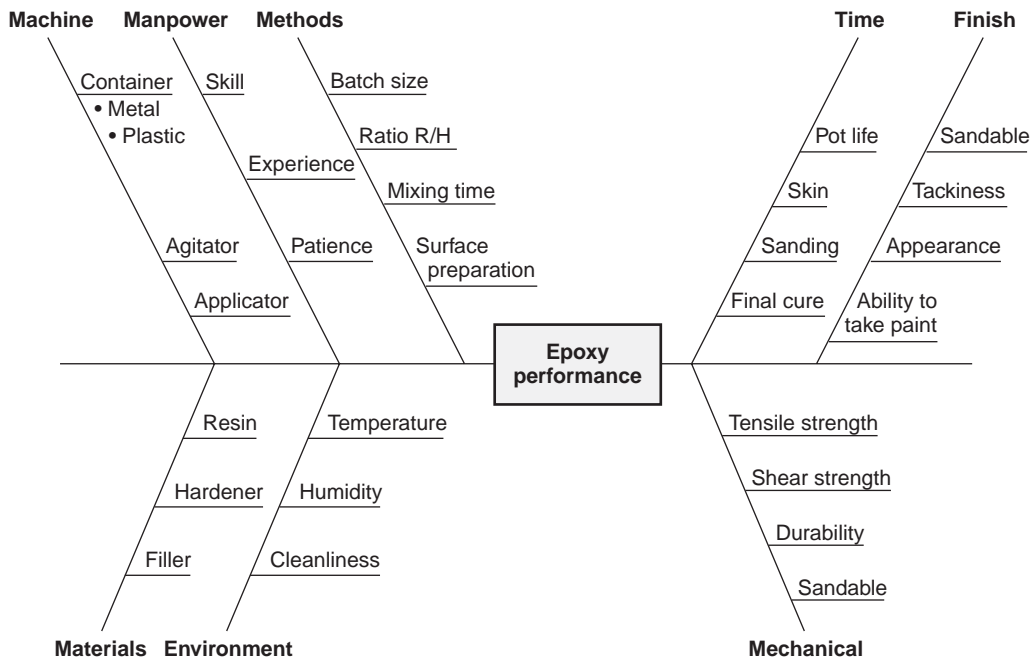 Machine
Manpower
Methods
Time
Finish
Container
• Metal
• Plastic
Agitator
Applicator
Skill
Experience
Patience
Batch size
Ratio R/H
Mixing time
Surface
preparation
Pot life
Skin
Sanding
Final cure
Sandable
Tackiness
Appearance
Ability to
take paint
Epoxy
performance
Resin
Hardener
Filler
Temperature
Humidity
Cleanliness
Tensile strength
Shear strength
Durability
Sandable
Materials
Environment
Mechanical